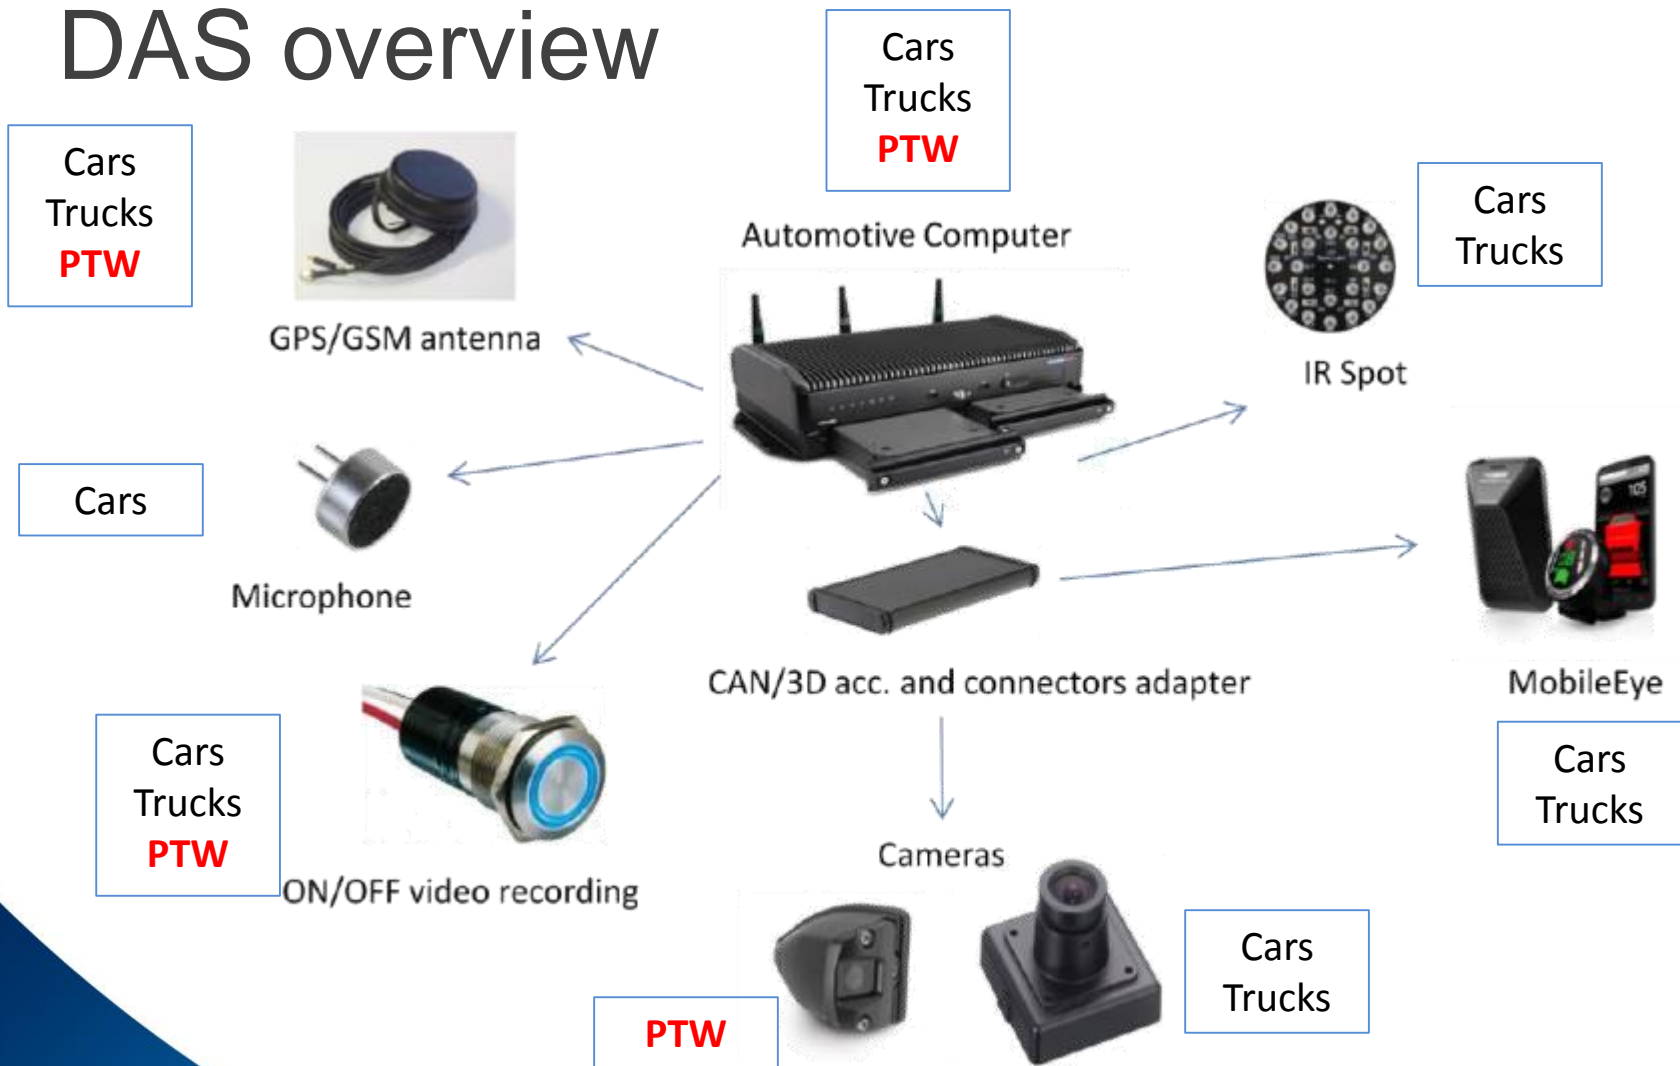 DAS overview
Cars
Trucks
PTW
Cars
Trucks
PTW
Cars
Trucks
Automotive Computer
GPS/GSM antenna
IR Spot
Cars
Microphone
CAN/3D acc. and connectors adapter
MobileEye
Cars
Trucks
PTW
Cars
Trucks
ON/OFF video recording
Cameras
Cars
Trucks
PTW
105